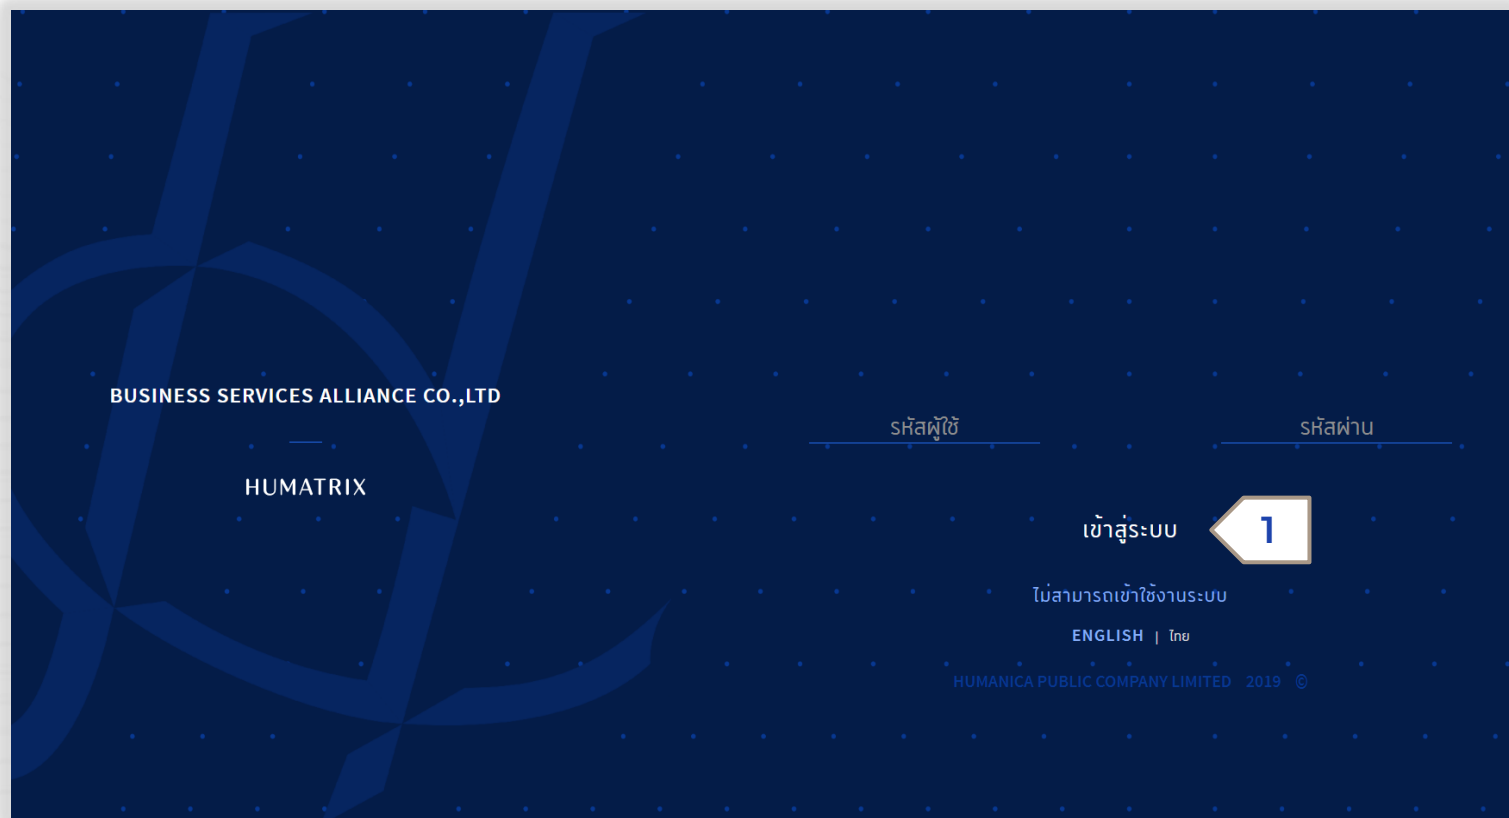 BUSINESS SERVICES ALLIANCE CO.,LTD
HUMATRIX
รหัสผู้ใช้ รหัสผ่าน
เข้าสู่ระบบ 1
ไม่สามารถเข้าใช้งานระบบ
ENGLISH | ไทย
HUMANICA PUBLIC COMPANY LIMITED 2019 ©